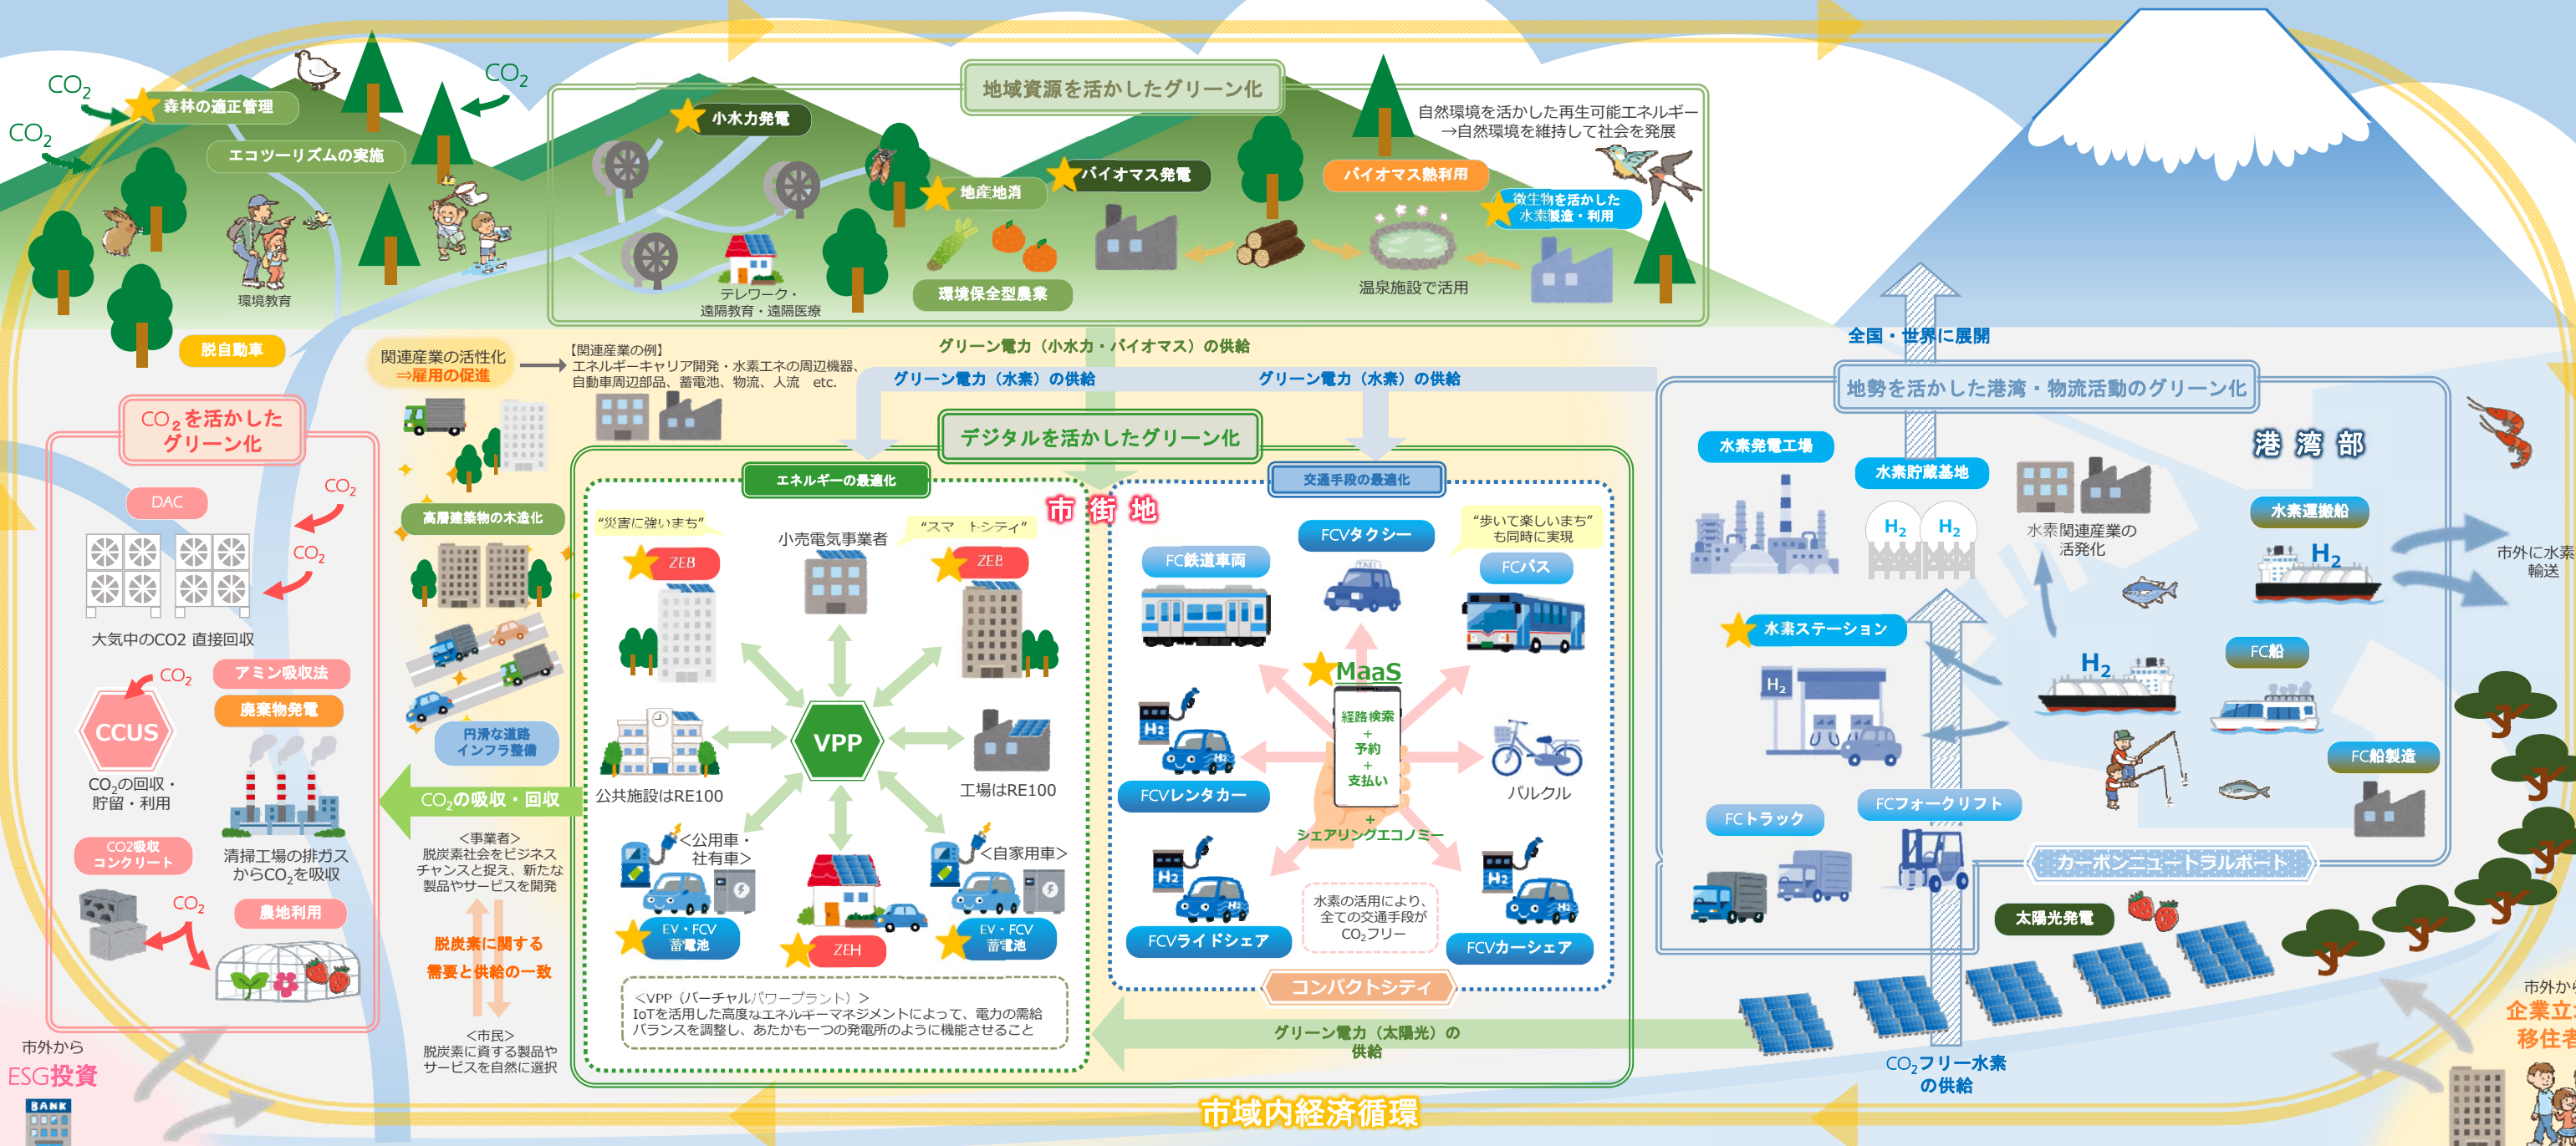 CO₂
CO₂
CO₂
森林の適正管理
エコツーリズムの実施
環境教育
脱自動車
地域資源を活かしたグリーン化
小水力発電
地産地消
バイオマス発電
バイオマス熱利用
自然環境を活かした再生可能エネルギー
→自然環境を維持して社会を発展
微生物を活かした
水素製造・利用
テレワーク・
遠隔教育・遠隔医療
環境保全型農業
温泉施設で活用
関連産業の活性化
⇒雇用の促進
【関連産業の例】
エネルギーキャリア開発・水素エネの周辺機器、
自動車周辺部品、蓄電池、物流、人流 etc.
グリーン電力（小水力・バイオマス）の供給
グリーン電力（水素）の供給
グリーン電力（水素）の供給
全国・世界に展開
CO₂を活かした
グリーン化
DAC
CO₂
CO₂
大気中のCO2 直接回収
CO₂
CCUS
CO₂の回収・
貯留・利用
アミン吸収法
廃棄物発電
清掃工場の排ガス
からCO₂を吸収
CO2吸収
コンクリート
CO₂
農地利用
高層建築物の木造化
円滑な道路
インフラ整備
CO₂の吸収・回収
＜事業者＞
脱炭素社会をビジネス
チャンスと捉え、新たな
製品やサービスを開発
脱炭素に関する
需要と供給の一致
＜市民＞
脱炭素に資する製品や
サービスを自然に選択
デジタルを活かしたグリーン化
市街地
エネルギーの最適化
“災害に強いまち”
ZEB
小売電気事業者
“スマートシティ”
ZEB
VPP
公共施設はRE100
工場はRE100
＜公用車・
社有車＞
＜自家用車＞
EV・FCV
蓄電池
ZEH
EV・FCV
蓄電池
＜VPP（バーチャルパワープラント）＞
IoTを活用した高度なエネルギーマネジメントによって、電力の需給
バランスを調整し、あたかも一つの発電所のように機能させること
交通手段の最適化
FC鉄道車両
FCVタクシー
“歩いて楽しいまち”
も同時に実現
FCバス
TAXI
MaaS
経路検索
+
予約
+
支払い
+
シェアリングエコノミー
H₂
FCVレンタカー
パルクル
H₂
FCVライドシェア
H₂
FCVカーシェア
水素の活用により、
全ての交通手段が
CO₂フリー
コンパクトシティ
グリーン電力（太陽光）の
供給
地勢を活かした港湾・物流活動のグリーン化
港湾部
水素発電工場
水素貯蔵基地
H₂
H₂
水素関連産業の
活発化
水素運搬船
H₂
市外に水素
輸送
水素ステーション
H₂
H₂
FC船
FC船製造
FCトラック
FCフォークリフト
カーボンニュートラルポート
太陽光発電
CO₂フリー水素
の供給
市外から
ESG投資
BANK
市域内経済循環
市外から
企業立
移住者